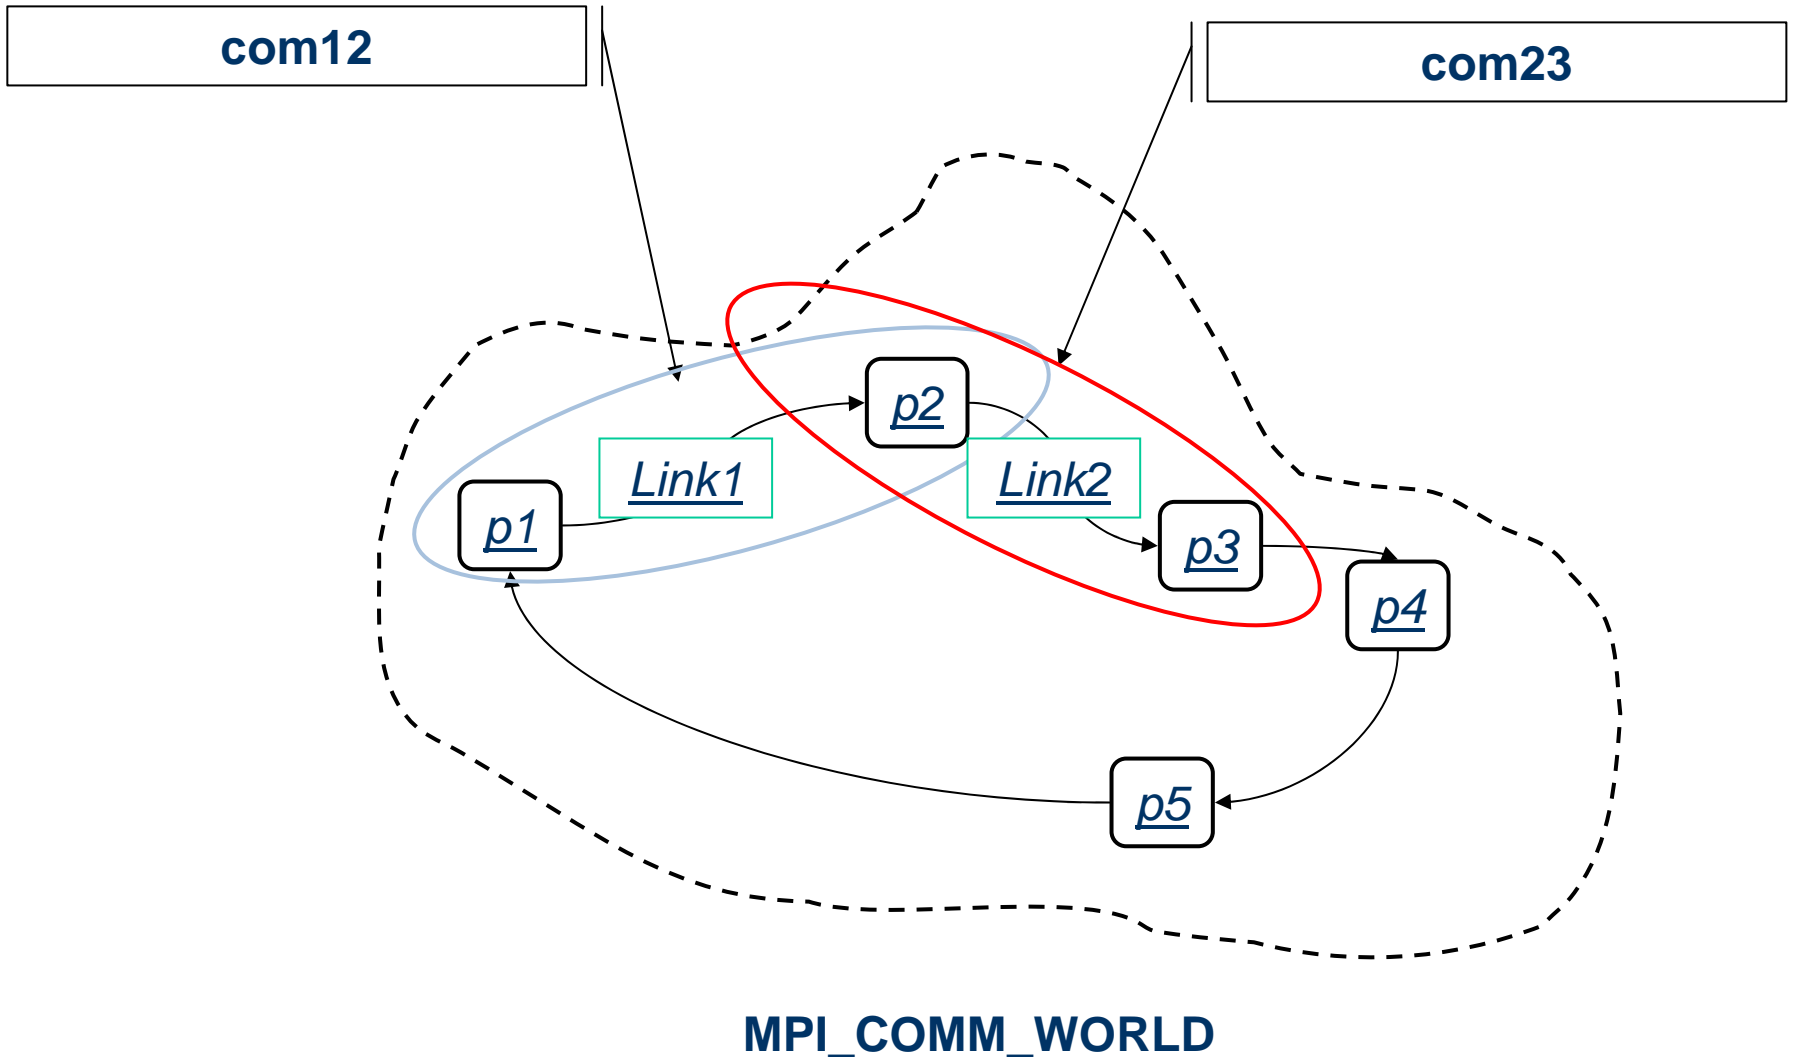 com12
com23
p2
Link1
Link2
p1
p3
p4
p5
MPI_COMM_WORLD